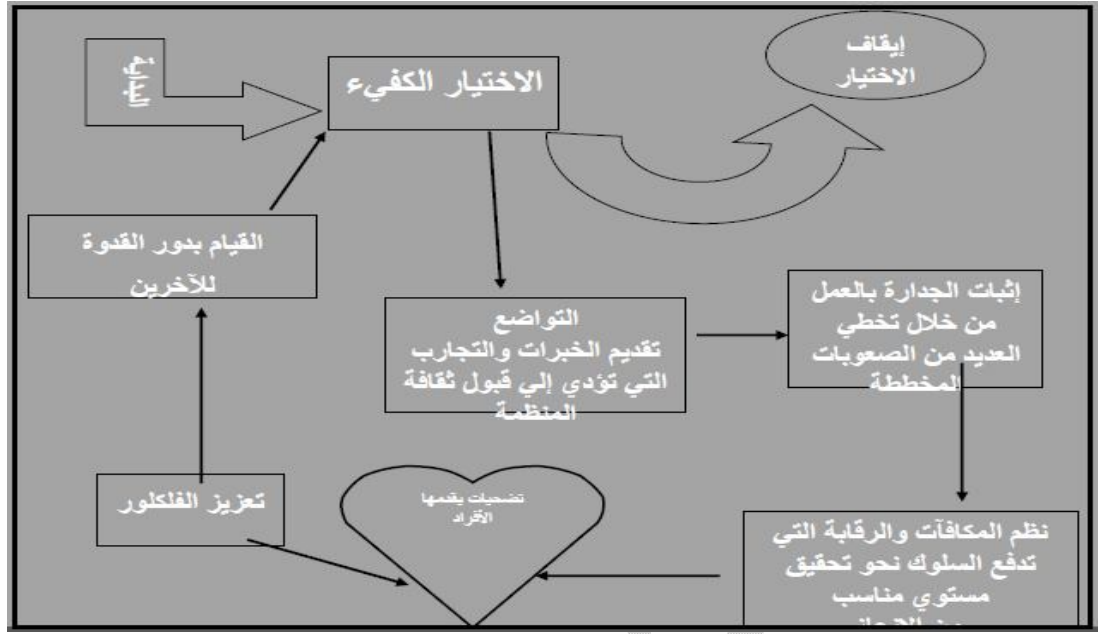 البداية
الاختيار الكفيء
إيقاف
الاختيار
القيام بدور القدوة
للآخرين
التواضع
تقديم الخبرات والتجارب
التي تؤدي إلي قبول ثقافة
المنظمة
إثبات الجدارة بالعمل
من خلال تخطي
العديد من الصعوبات
المخططة
تعزيز الفلكلور
تضحيات يقدمها
الأفراد
نظم المكافآت والرقابة التي
تدفع السلوك نحو تحقيق
مستوي مناسب